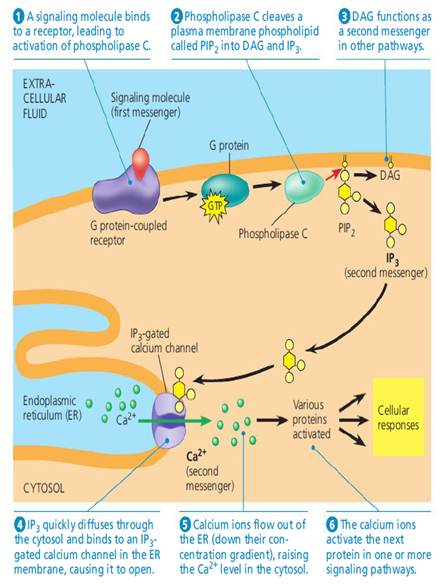 1 A signaling molecule binds
to a receptor, leading to
activation of phospholipase C.
2 Phospholipase C cleaves a
plasma membrane phospholipid
called PIP2 into DAG and IP3.
3 DAG functions as
a second messenger
in other pathways.
EXTRA-
CELLULAR
FLUID
Signaling molecule
(first messenger)
G protein
GTP
DAG
G protein-coupled
receptor
Phospholipase C
PIP2
IP3
(second messenger)
IP3-gated
calcium channel
Endoplasmic
reticulum (ER)
Ca2+
Ca2+
(second
messenger)
Various
proteins
activated
Cellular
responses
CYTOSOL
4 IP3 quickly diffuses through
the cytosol and binds to an IP3-
gated calcium channel in the ER
membrane, causing it to open.
5 Calcium ions flow out of
the ER (down their con-
centration gradient), raising
the Ca2+ level in the cytosol.
6 The calcium ions
activate the next
protein in one or more
signaling pathways.